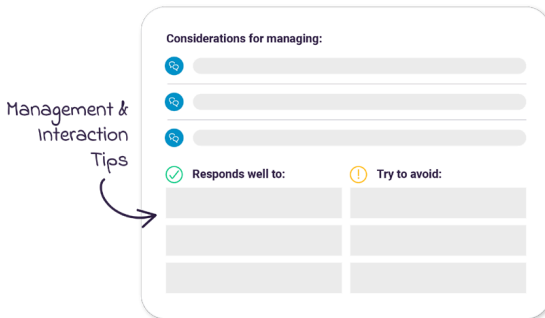 Considerations for managing:
Management &
Interaction
Tips
Responds well to:
Try to avoid: